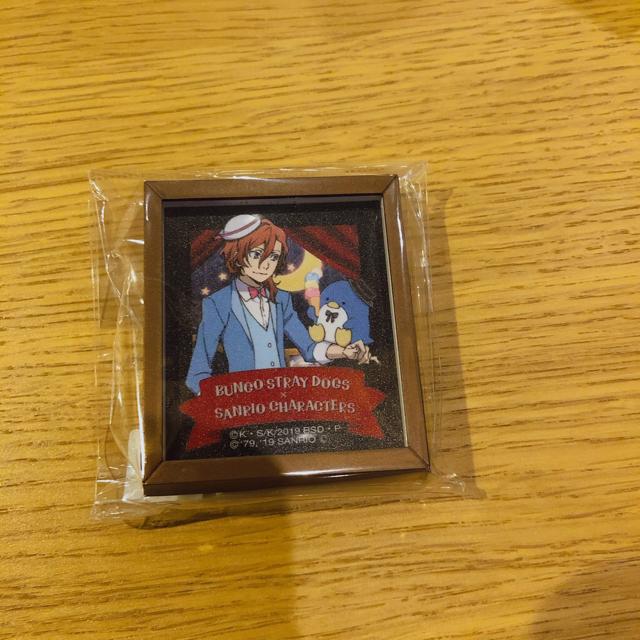 BUNGO STRAY DOGS
×
SANRIO CHARACTERS
©K・S/K/2019 BSD・P
© '79, '19 SANRIO ©